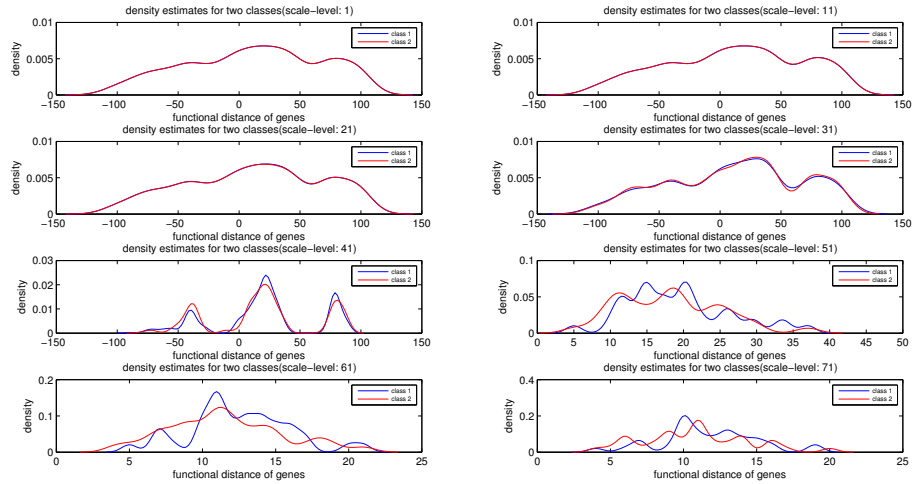 density estimates for two classes(scale-level: 1)
0.01
0.005
0
density
class 1
class 2
−150 −100 −50 0 50 100 150
functional distance of genes
density estimates for two classes(scale-level: 11)
0.01
0.005
0
density
class 1
class 2
−150 −100 −50 0 50 100 150
functional distance of genes
density estimates for two classes(scale-level: 21)
0.01
0.005
0
density
class 1
class 2
−150 −100 −50 0 50 100 150
functional distance of genes
density estimates for two classes(scale-level: 31)
0.01
0.005
0
density
class 1
class 2
−150 −100 −50 0 50 100 150
functional distance of genes
density estimates for two classes(scale-level: 41)
0.03
0.02
0.01
0
density
class 1
class 2
−150 −100 −50 0 50 100 150
functional distance of genes
density estimates for two classes(scale-level: 51)
0.1
0.05
0
density
class 1
class 2
0 5 10 15 20 25 30 35 40 45 50
functional distance of genes
density estimates for two classes(scale-level: 61)
0.2
0.1
0
density
class 1
class 2
0 5 10 15 20 25
functional distance of genes
density estimates for two classes(scale-level: 71)
0.4
0.2
0
density
class 1
class 2
0 5 10 15 20 25
functional distance of genes